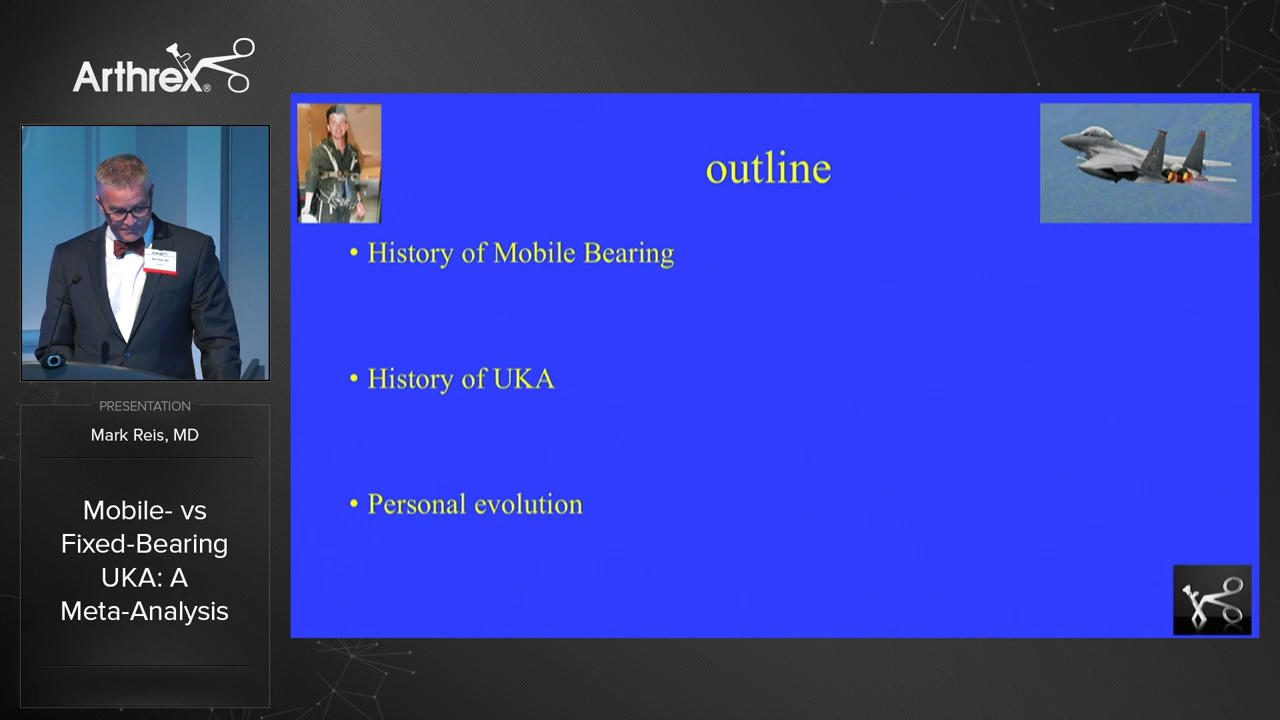 Arthrex®
PRESENTATION
Mark Reis, MD
Mobile- vs
Fixed-Bearing
UKA: A
Meta-Analysis
outline
• History of Mobile Bearing
• History of UKA
• Personal evolution